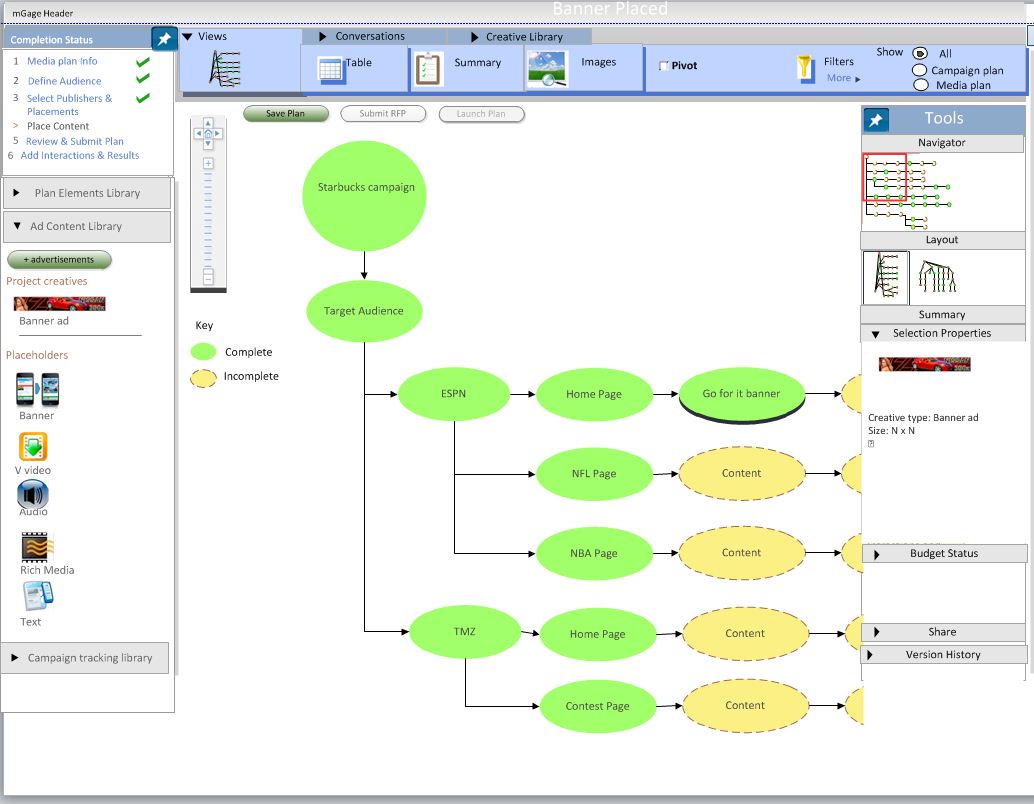 Banner Placed
mGage Header
Completion Status
1 Media plan Info
2 Define Audience
3 Select Publishers &
Placements
> Place Content
5 Review & Submit Plan
6 Add Interactions & Results
Plan Elements Library
Ad Content Library
+ advertisements
Project creatives
Banner ad
Placeholders
Banner
V video
Audio
Rich Media
Text
Campaign tracking library
Views
Conversations
Creative Library
Table
Summary
Images
Pivot
Filters
More
Show
All
Campaign plan
Media plan
Save Plan
Submit RFP
Launch Plan
Key
Complete
Incomplete
Starbucks campaign
Target Audience
ESPN
Home Page
Go for it banner
NFL Page
Content
NBA Page
Content
TMZ
Home Page
Content
Contest Page
Content
Tools
Navigator
Layout
Summary
Selection Properties
Creative type: Banner ad
Size: N x N
Budget Status
Share
Version History